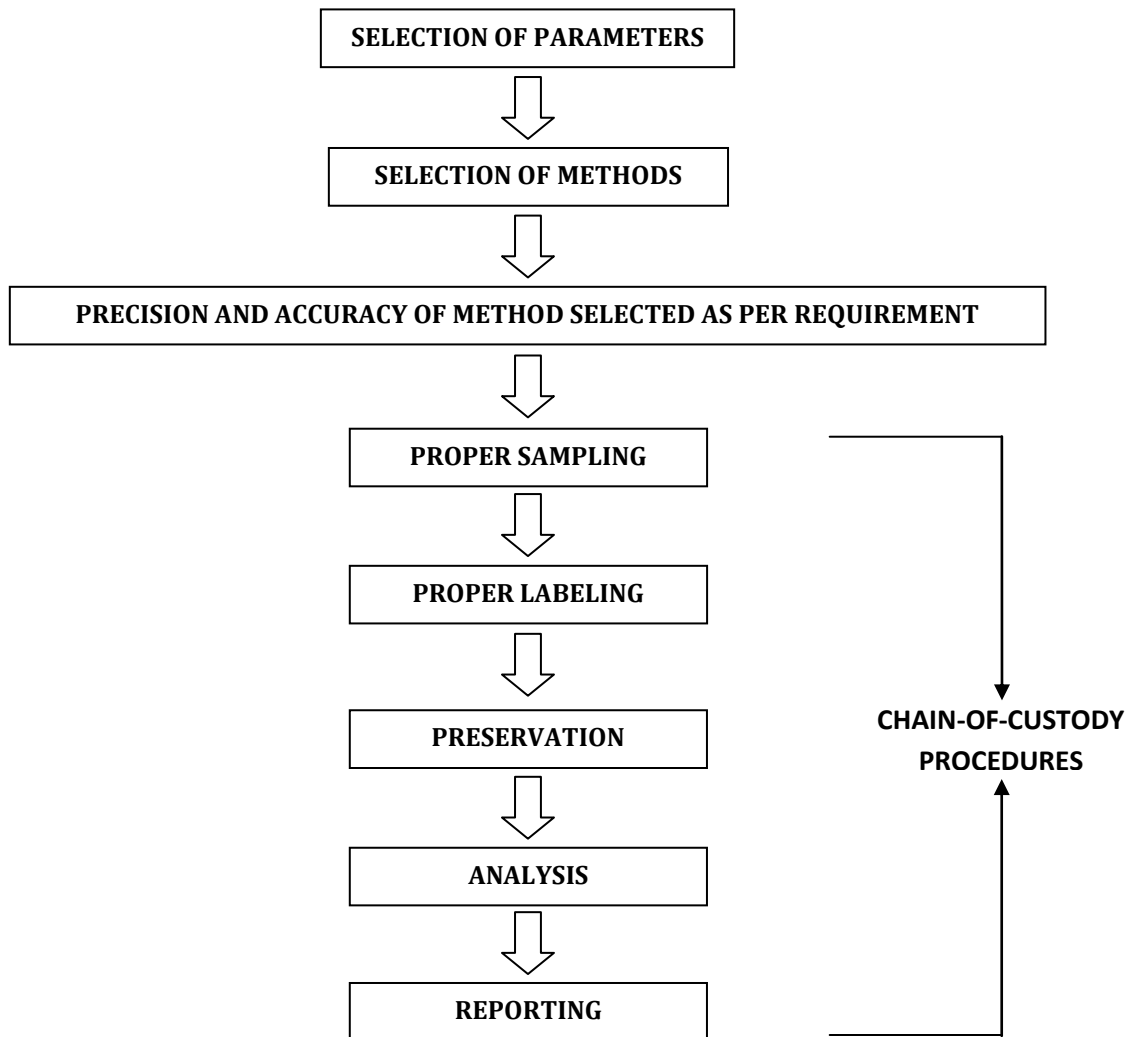 SELECTION OF PARAMETERS
SELECTION OF METHODS
PRECISION AND ACCURACY OF METHOD SELECTED AS PER REQUIREMENT
PROPER SAMPLING
PROPER LABELING
PRESERVATION
CHAIN-OF-CUSTODY
PROCEDURES
ANALYSIS
REPORTING